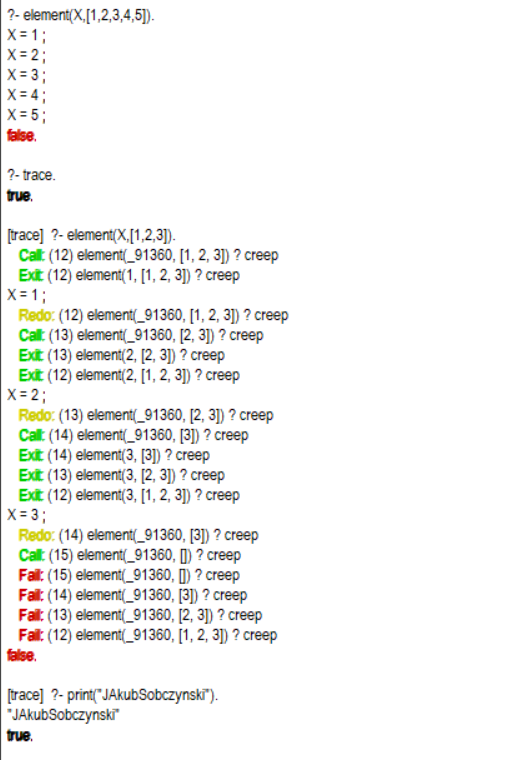 ?- element(X,[1,2,3,4,5]).
X = 1 ;
X = 2 ;
X = 3 ;
X = 4 ;
X = 5 ;
false.
?- trace.
true.
[trace]  ?- element(X,[1,2,3]).
Call: (12) element(_91360, [1, 2, 3]) ? creep
Exit: (12) element(1, [1, 2, 3]) ? creep
X = 1 ;
Redo: (12) element(_91360, [1, 2, 3]) ? creep
Call: (13) element(_91360, [2, 3]) ? creep
Exit: (13) element(2, [2, 3]) ? creep
Exit: (12) element(2, [1, 2, 3]) ? creep
X = 2 ;
Redo: (13) element(_91360, [2, 3]) ? creep
Call: (14) element(_91360, [3]) ? creep
Exit: (14) element(3, [3]) ? creep
Exit: (13) element(3, [2, 3]) ? creep
Exit: (12) element(3, [1, 2, 3]) ? creep
X = 3 ;
Redo: (14) element(_91360, [3]) ? creep
Call: (15) element(_91360, []) ? creep
Fail: (15) element(_91360, []) ? creep
Fail: (14) element(_91360, [3]) ? creep
Fail: (13) element(_91360, [2, 3]) ? creep
Fail: (12) element(_91360, [1, 2, 3]) ? creep
false.
[trace]  ?- print("JAkubSobczynski").
"JAkubSobczynski"
true.